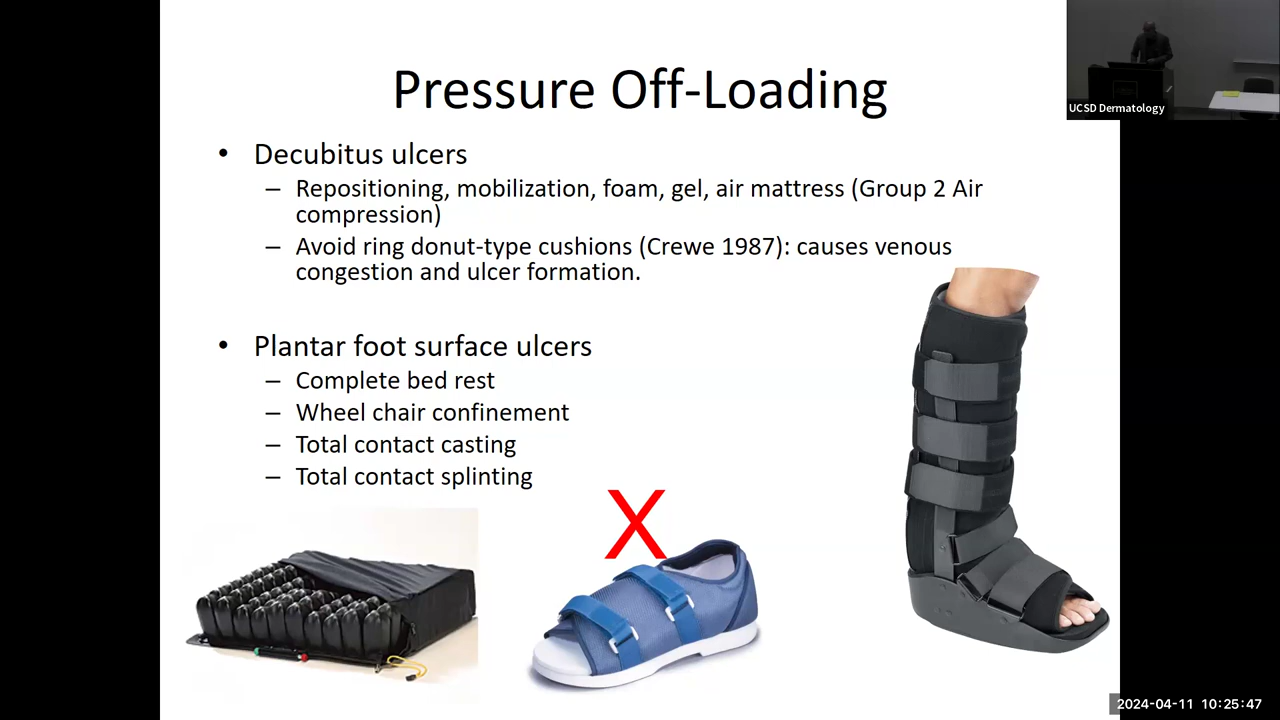 Pressure Off-Loading
UCSD Dermatology
• Decubitus ulcers
– Repositioning, mobilization, foam, gel, air mattress (Group 2 Air
compression)
– Avoid ring donut-type cushions (Crewe 1987): causes venous
congestion and ulcer formation.
• Plantar foot surface ulcers
– Complete bed rest
– Wheel chair confinement
– Total contact casting
– Total contact splinting
X
2024-04-11 10:25:47